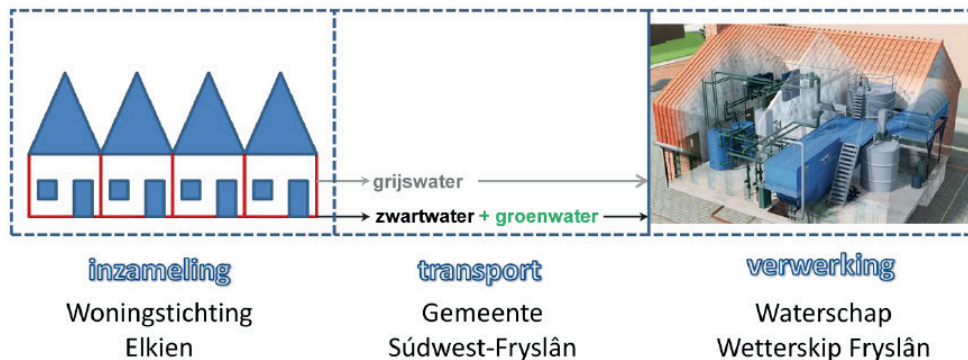 grijswater
zwartwater + groenwater
inzameling
transport
verwerking
Woningstichting
Elkien
Gemeente
Súdwest-Fryslân
Waterschap
Wetterskip Fryslân